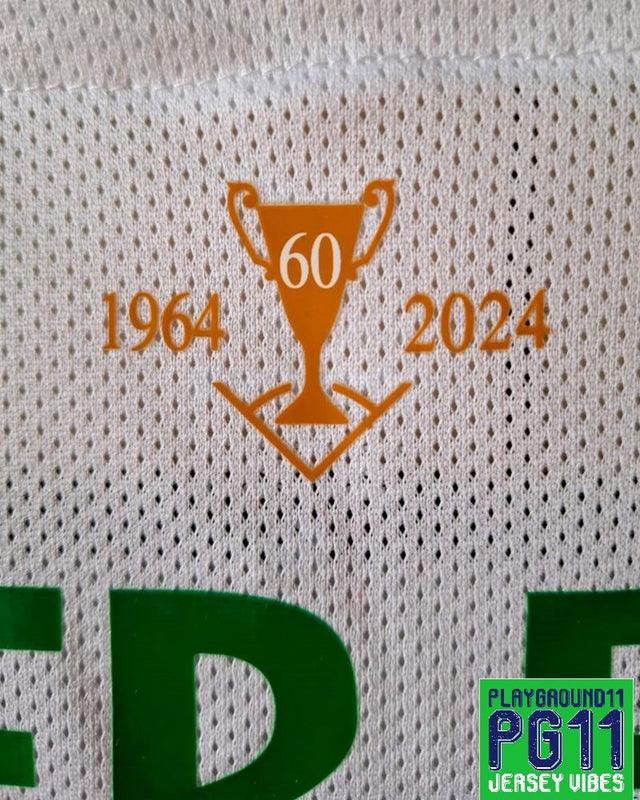 60
1964 2024
PLAYGROUND11
PG11
JERSEY VIBES